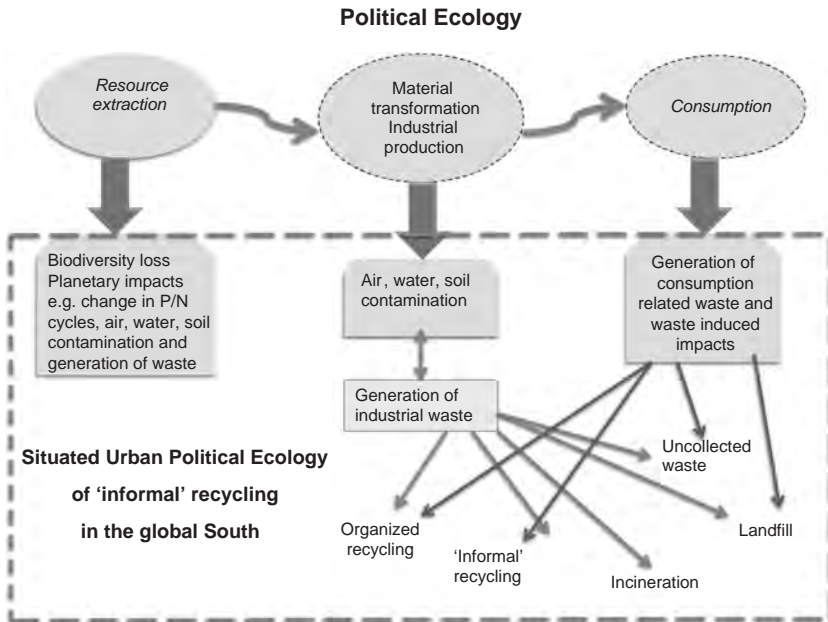 Political Ecology
Resource
extraction
Material
transformation
Industrial
production
Consumption
Biodiversity loss
Planetary impacts
e.g. change in P/N
cycles, air, water, soil
contamination and
generation of waste
Air, water, soil
contamination
Generation of
consumption
related waste and
waste induced
impacts
Generation of
industrial waste
Situated Urban Political Ecology
of ‘informal’ recycling
in the global South
Uncollected
waste
Organized
recycling
‘Informal’
recycling
Incineration
Landfill